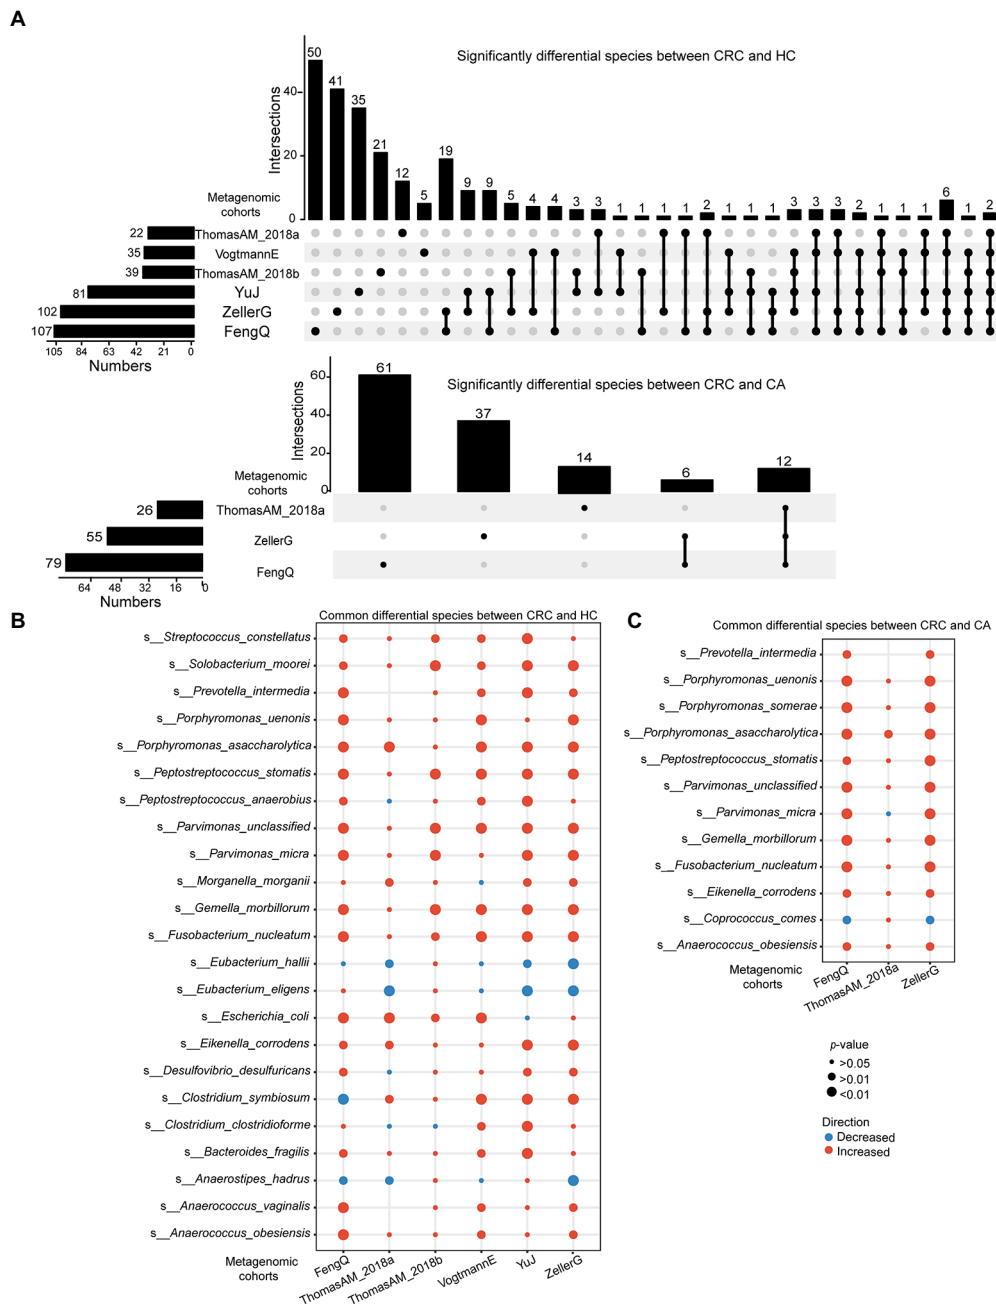 A
Significantly differential species between CRC and HC
Intersections
40
20
0
50 41 35 21 12 5 19 9 9 5 4 4 3 3 1 1 1 1 2 1 1 1 3 3 3 2 1 1 1 6 1 2
Metagenomic
cohorts
22 ThomasAM_2018a
35 VogtmannE
39 ThomasAM_2018b
81 YuJ
102 ZellerG
107 FengQ
105 84 63 42 21 0
Numbers
Significantly differential species between CRC and CA
Intersections
60
40
20
0
61 37 14 6 12
Metagenomic
cohorts
26 ThomasAM_2018a
55 ZellerG
79 FengQ
64 48 32 16 0
Numbers
B
Common differential species between CRC and HC
s__Streptococcus_constellatus
s__Solobacterium_moorei
s__Prevotella_intermedia
s__Porphyromonas_uenonis
s__Porphyromonas_asaccharolytica
s__Peptostreptococcus_stomatis
s__Peptostreptococcus_anaerobius
s__Parvimonas_unclassified
s__Parvimonas_micra
s__Morganella_morganii
s__Gemella_morbillorum
s__Fusobacterium_nucleatum
s__Eubacterium_hallii
s__Eubacterium_eligens
s__Escherichia_coli
s__Eikenella_corrodens
s__Desulfovibrio_desulfuricans
s__Clostridium_symbiosum
s__Clostridium_clostridioforme
s__Bacteroides_fragilis
s__Anaerostipes_hadrus
s__Anaerococcus_vaginalis
s__Anaerococcus_obesiensis
Metagenomic
cohorts
FengQ ThomasAM_2018a ThomasAM_2018b VogtmannE YuJ ZellerG
C
Common differential species between CRC and CA
s__Prevotella_intermedia
s__Porphyromonas_uenonis
s__Porphyromonas_somerae
s__Porphyromonas_asaccharolytica
s__Peptostreptococcus_stomatis
s__Parvimonas_unclassified
s__Parvimonas_micra
s__Gemella_morbillorum
s__Fusobacterium_nucleatum
s__Eikenella_corrodens
s__Coprococcus_comes
s__Anaerococcus_obesiensis
Metagenomic
cohorts
FengQ ThomasAM_2018a ZellerG
p-value
>0.05
>0.01
<0.01
Direction
Decreased
Increased